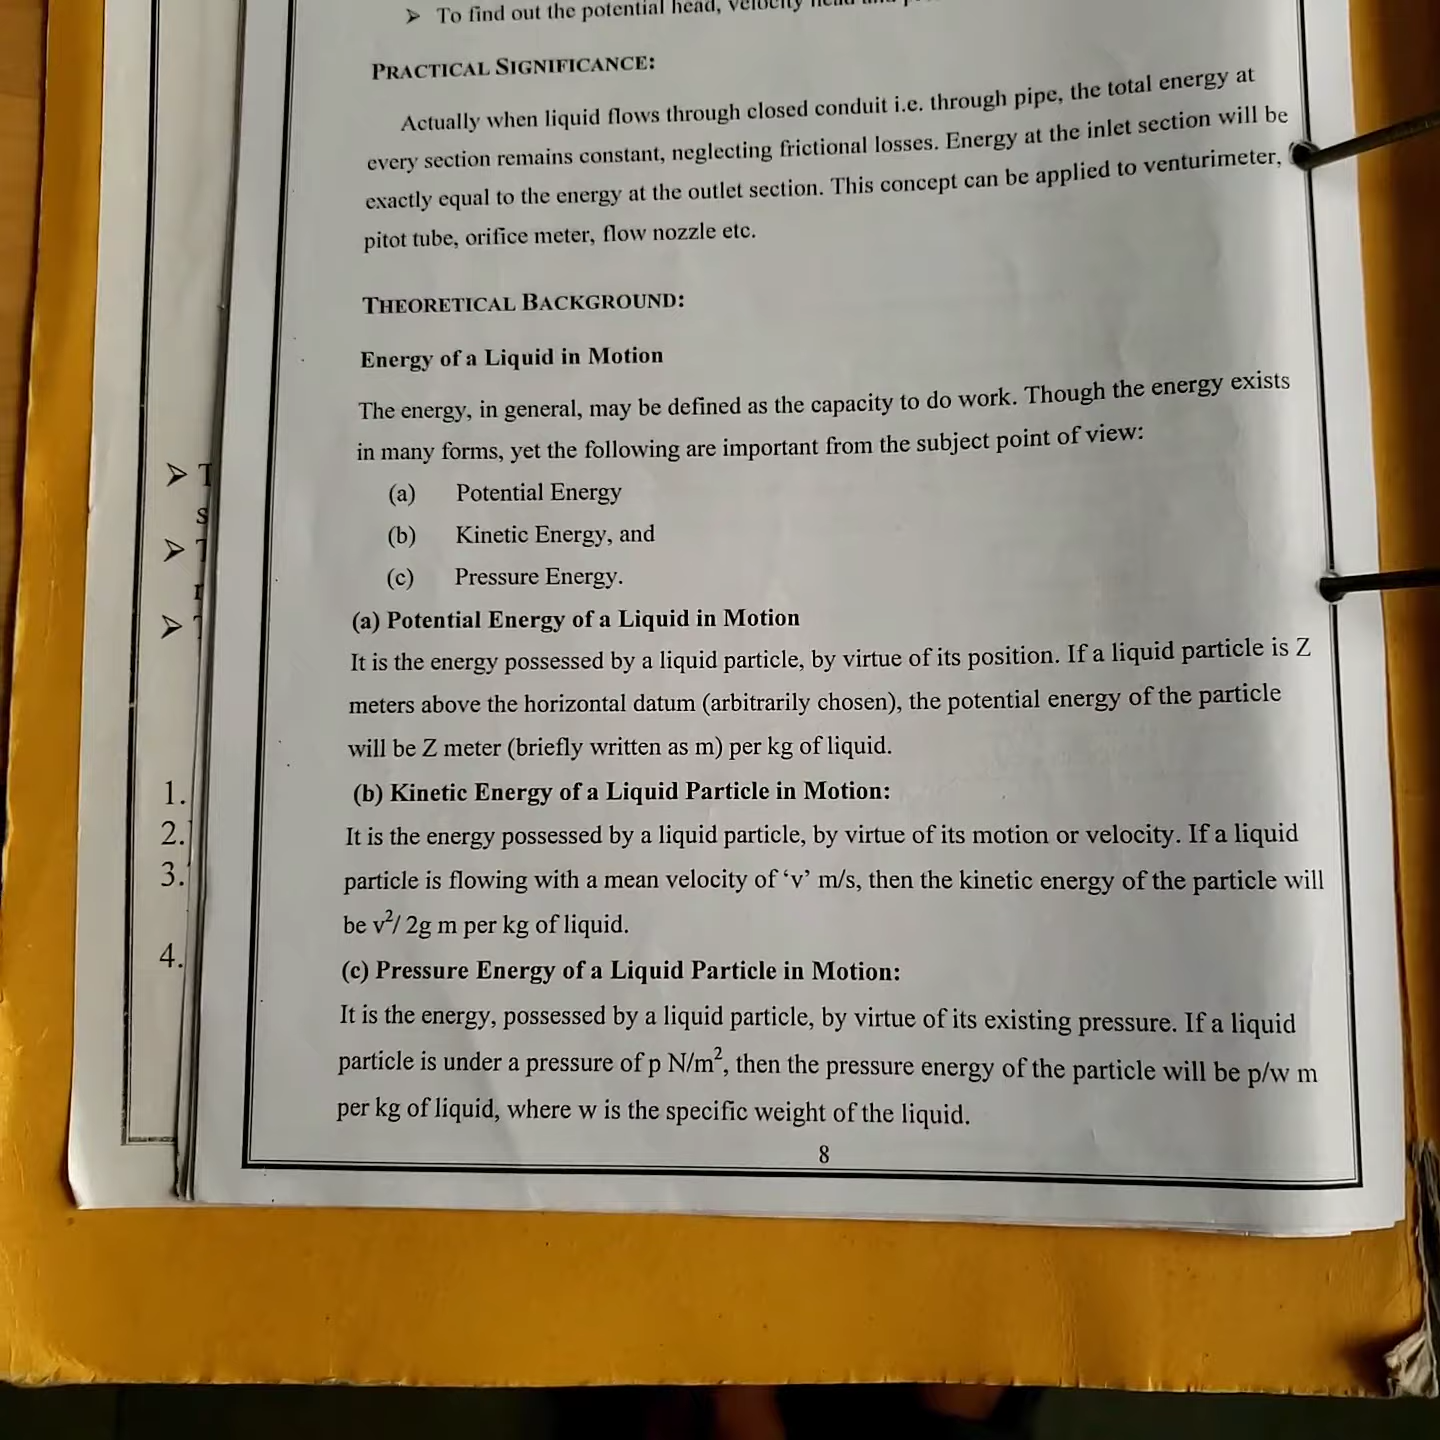 ➢ To find out the potential head, velocity head and
PRACTICAL SIGNIFICANCE:
Actually when liquid flows through closed conduit i.e. through pipe, the total energy at
every section remains constant, neglecting frictional losses. Energy at the inlet section will be
exactly equal to the energy at the outlet section. This concept can be applied to venturimeter,
pitot tube, orifice meter, flow nozzle etc.
THEORETICAL BACKGROUND:
Energy of a Liquid in Motion
The energy, in general, may be defined as the capacity to do work. Though the energy exists
in many forms, yet the following are important from the subject point of view:
(a) Potential Energy
(b) Kinetic Energy, and
(c) Pressure Energy.
(a) Potential Energy of a Liquid in Motion
It is the energy possessed by a liquid particle, by virtue of its position. If a liquid particle is Z
meters above the horizontal datum (arbitrarily chosen), the potential energy of the particle
will be Z meter (briefly written as m) per kg of liquid.
(b) Kinetic Energy of a Liquid Particle in Motion:
It is the energy possessed by a liquid particle, by virtue of its motion or velocity. If a liquid
particle is flowing with a mean velocity of ‘v’ m/s, then the kinetic energy of the particle will
be v²/ 2g m per kg of liquid.
(c) Pressure Energy of a Liquid Particle in Motion:
It is the energy, possessed by a liquid particle, by virtue of its existing pressure. If a liquid
particle is under a pressure of p N/m², then the pressure energy of the particle will be p/w m
per kg of liquid, where w is the specific weight of the liquid.
8
1.
2.
3.
4.